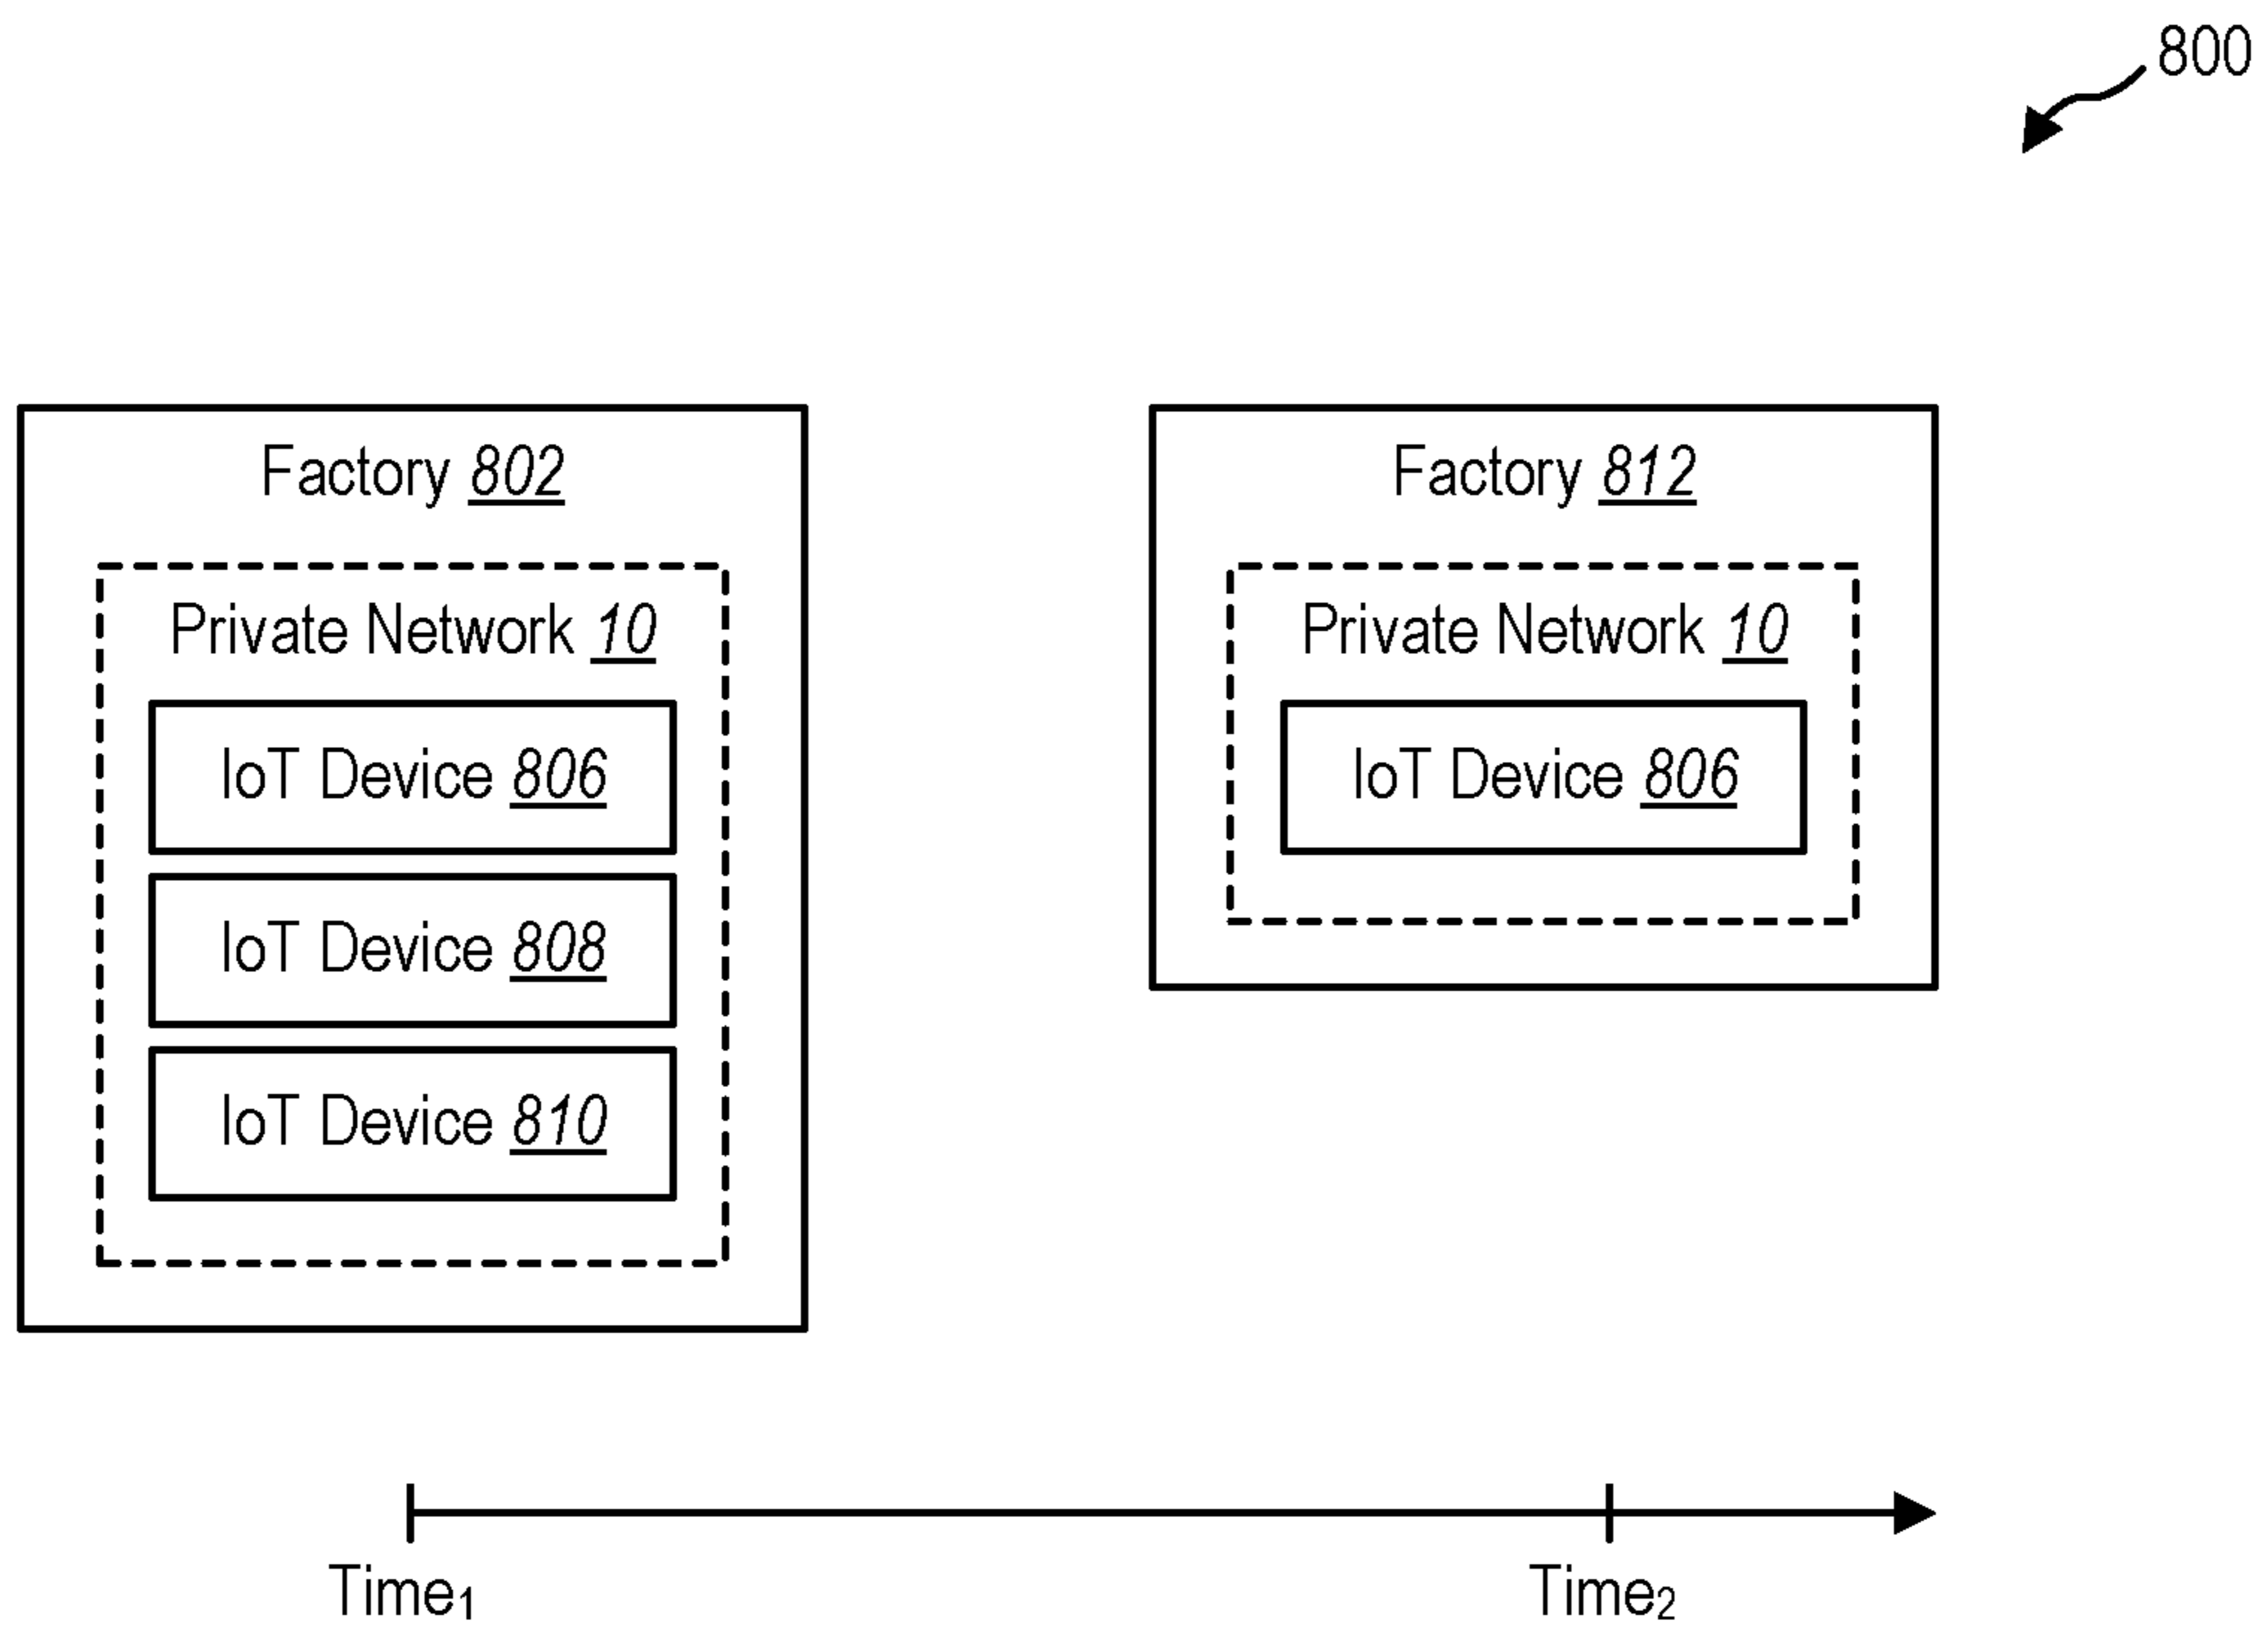 800
Factory 802
Private Network 10
IoT Device 806
IoT Device 808
IoT Device 810
Factory 812
Private Network 10
IoT Device 806
Time1
Time2